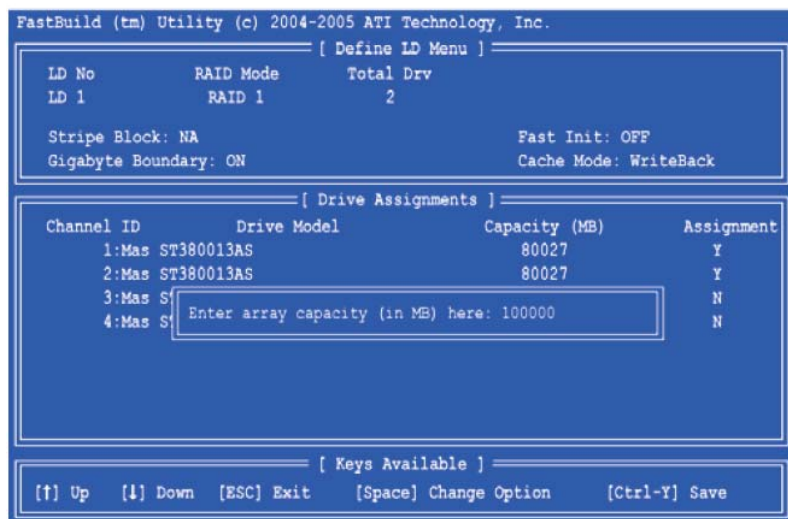 FastBuild (tm) Utility (c) 2004-2005 ATI Technology, Inc.
[ Define LD Menu ]
LD No RAID Mode Total Drv
LD 1 RAID 1 2
Stripe Block: NA Fast Init: OFF
Gigabyte Boundary: ON Cache Mode: WriteBack
[ Drive Assignments ]
Channel ID Drive Model Capacity (MB) Assignment
1:Mas ST380013AS 80027 Y
2:Mas ST380013AS 80027 Y
3:Mas N
4:Mas N
Enter array capacity (in MB) here: 100000
[ Keys Available ]
[↑] Up [↓] Down [ESC] Exit [Space] Change Option [Ctrl-Y] Save